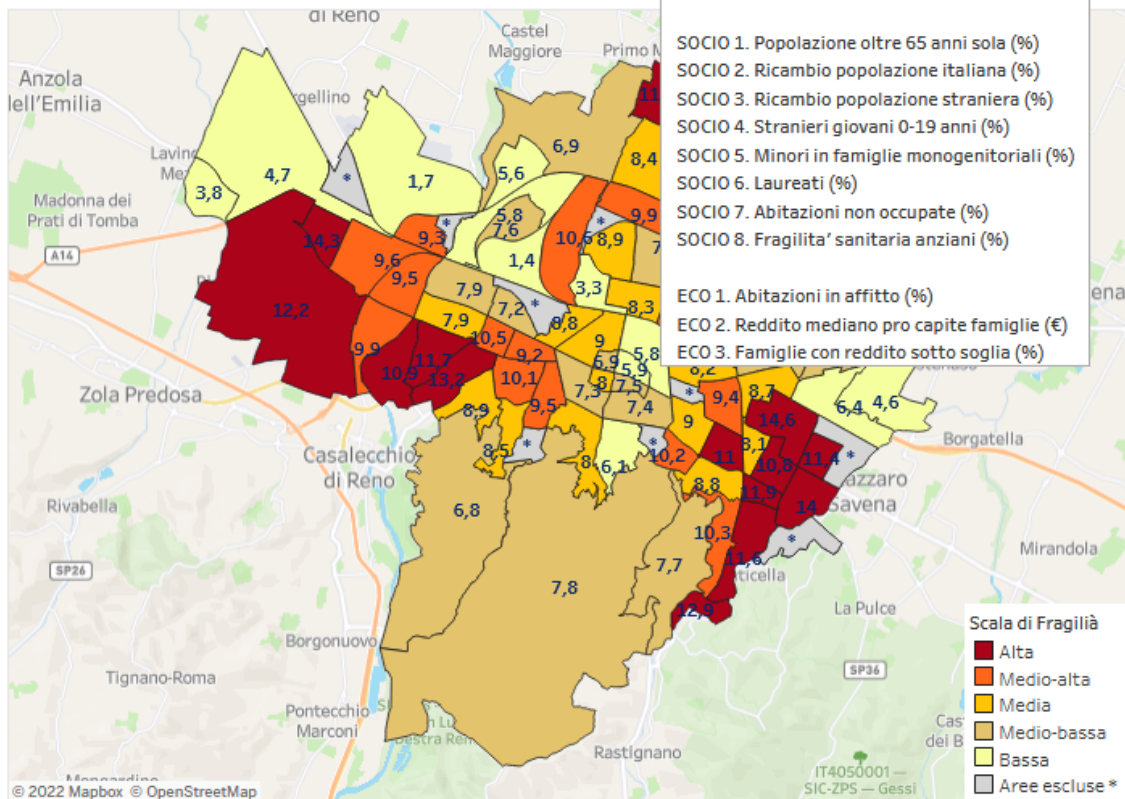 di Reno
Castel
Maggiore
Primo M
Anzola
dell'Emilia
rgellino
Lavino
Madonna dei
Prati di Tomba
A14
Zola Predosa
Casalecchio
di Reno
Rivabella
SP26
Borgonuovo
Tignano-Roma
Pontecchio
Marconi
Destra Ren
Rastignano
Borgatella
azzaro
Savena
Mirandola
ticella
La Pulce
SP36
IT4050001 —
SIC-ZPS — Gessi
SOCIO 1. Popolazione oltre 65 anni sola (%)
SOCIO 2. Ricambio popolazione italiana (%)
SOCIO 3. Ricambio popolazione straniera (%)
SOCIO 4. Stranieri giovani 0-19 anni (%)
SOCIO 5. Minori in famiglie monogenitoriali (%)
SOCIO 6. Laureati (%)
SOCIO 7. Abitazioni non occupate (%)
SOCIO 8. Fragilita' sanitaria anziani (%)
ECO 1. Abitazioni in affitto (%)
ECO 2. Reddito mediano pro capite famiglie (€)
ECO 3. Famiglie con reddito sotto soglia (%)
11
6,9
8,4
5,6
4,7
*
1,7
3,8
5,8
7,6
9,9
*
9,3
*
10,6
8,9
7
14,3
9,6
9,5
1,4
3,3
7,9
7,2
*
8,3
12,2
7,9
8,8
10,5
9
9,9
11,7
9,2
6,9
5,8
5,9
8,2
10,9
13,2
10,1
7,3
8
7,5
*
9,4
8,7
6,4
4,6
8,9
9,5
7,4
9
14,6
8,5
*
8
6,1
*
10,2
11
8,1
10,8
11,4
*
8,8
11,9
14
6,8
10,3
*
7,8
7,7
11,6
12,9
Scala di Fragilià
Alta
Medio-alta
Media
Medio-bassa
Bassa
Aree escluse *
© 2022 Mapbox © OpenStreetMap